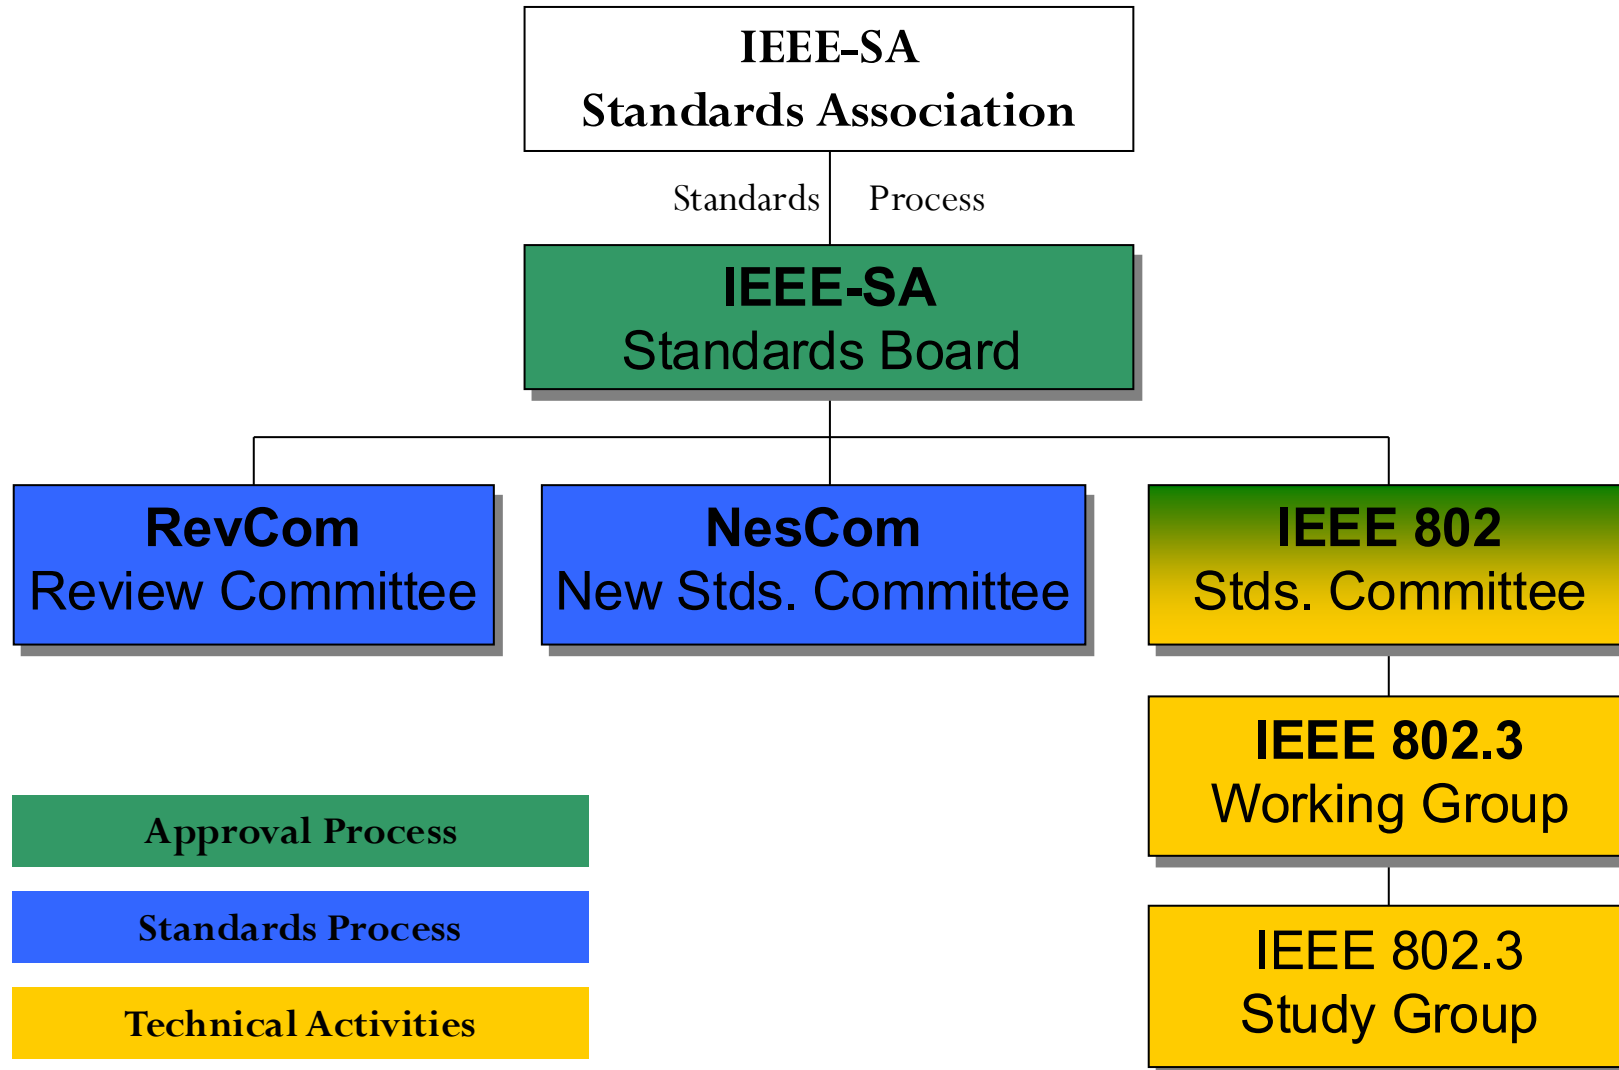 IEEE-SA
Standards Association
Standards Process
IEEE-SA
Standards Board
RevCom
Review Committee
NesCom
New Stds. Committee
IEEE 802
Stds. Committee
IEEE 802.3
Working Group
IEEE 802.3
Study Group
Approval Process
Standards Process
Technical Activities